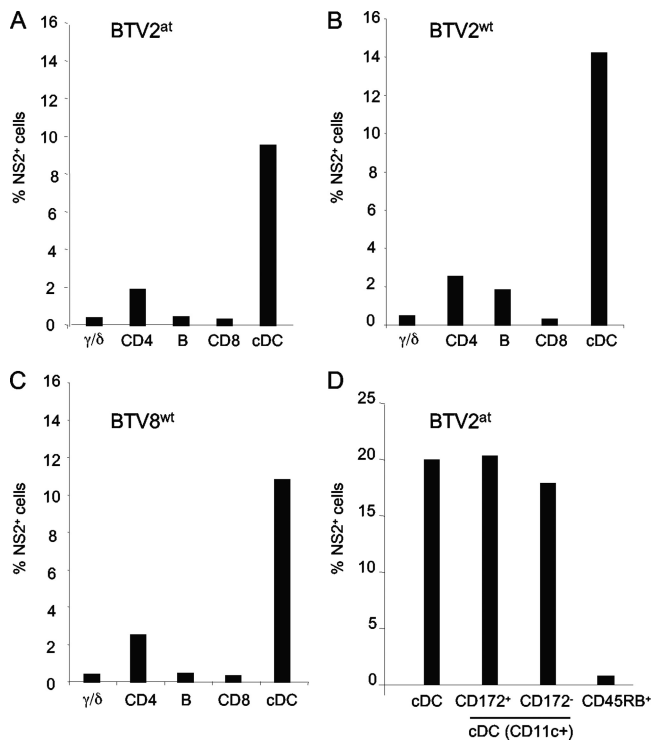 A
BTV2ᵃᵗ
% NS2⁺ cells
16
14
12
10
8
6
4
2
0
γ/δ CD4 B CD8 cDC
B
BTV2ʷᵗ
% NS2⁺ cells
16
14
12
10
8
6
4
2
0
γ/δ CD4 B CD8 cDC
C
BTV8ʷᵗ
% NS2⁺ cells
16
14
12
10
8
6
4
2
0
γ/δ CD4 B CD8 cDC
D
BTV2ᵃᵗ
% NS2⁺ cells
25
20
15
10
5
0
cDC CD172⁺ CD172⁻ CD45RB⁺
cDC (CD11c+)